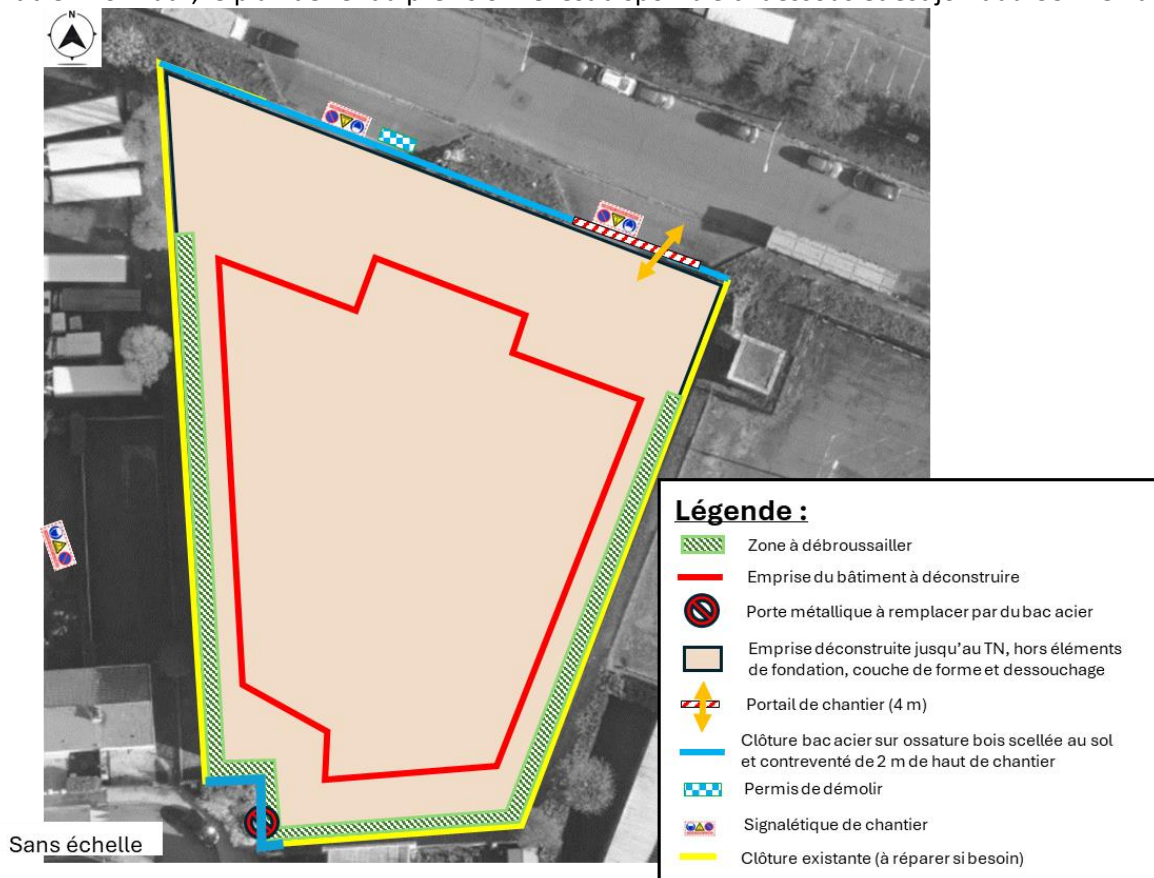 N
Légende :
Zone à débroussailler
Emprise du bâtiment à déconstruire
Porte métallique à remplacer par du bac acier
Emprise déconstruite jusqu'au TN, hors éléments
de fondation, couche de forme et dessouchage
Portail de chantier (4 m)
Clôture bac acier sur ossature bois scellée au sol
et contreventé de 2 m de haut de chantier
Permis de démolir
Signalétique de chantier
Clôture existante (à réparer si besoin)
Sans échelle